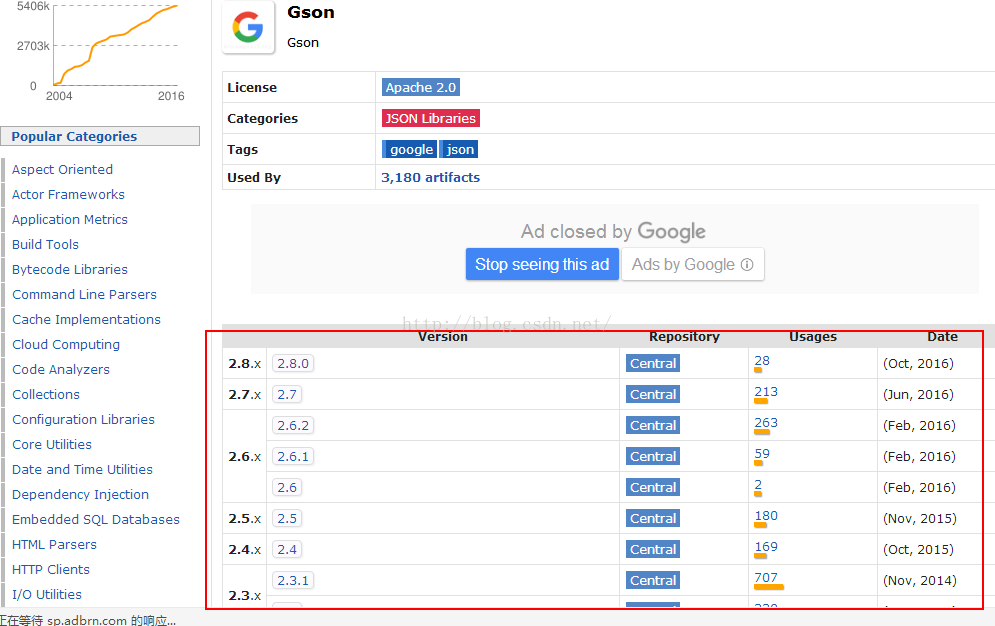 5406k
2703k
0
2004 2016
Popular Categories
Aspect Oriented
Actor Frameworks
Application Metrics
Build Tools
Bytecode Libraries
Command Line Parsers
Cache Implementations
Cloud Computing
Code Analyzers
Collections
Configuration Libraries
Core Utilities
Date and Time Utilities
Dependency Injection
Embedded SQL Databases
HTML Parsers
HTTP Clients
I/O Utilities
G
Gson
Gson
License Apache 2.0
Categories JSON Libraries
Tags google json
Used By 3,180 artifacts
Ad closed by Google
Stop seeing this ad Ads by Google
http://blog.csdn.net/
Version Repository Usages Date
2.8.x 2.8.0 Central 28 (Oct, 2016)
2.7.x 2.7 Central 213 (Jun, 2016)
2.6.2 Central 263 (Feb, 2016)
2.6.x 2.6.1 Central 59 (Feb, 2016)
2.6 Central 2 (Feb, 2016)
2.5.x 2.5 Central 180 (Nov, 2015)
2.4.x 2.4 Central 169 (Oct, 2015)
2.3.1 Central 707 (Nov, 2014)
2.3.x
正在等待 sp.adbrn.com 的响应...